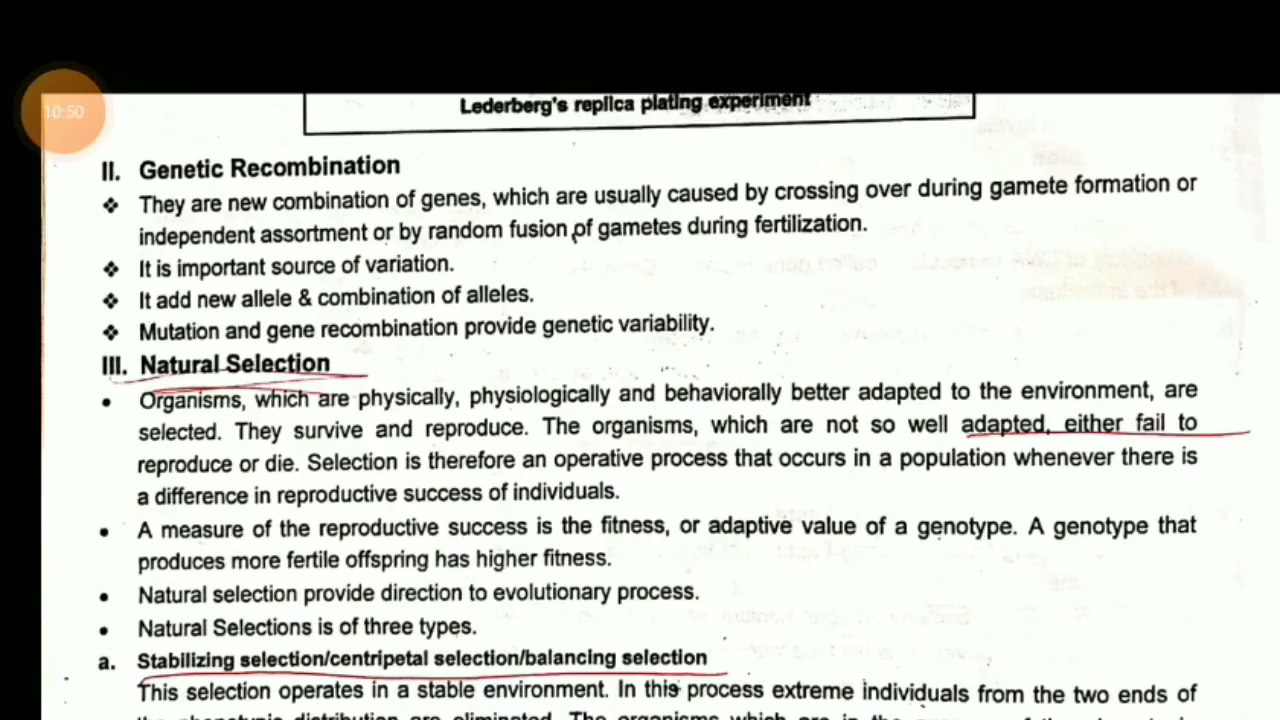 10:50
Lederberg's replica plating experiment
II. Genetic Recombination
❖ They are new combination of genes, which are usually caused by crossing over during gamete formation or
independent assortment or by random fusion of gametes during fertilization.
❖ It is important source of variation.
❖ It add new allele & combination of alleles.
❖ Mutation and gene recombination provide genetic variability.
III. Natural Selection
• Organisms, which are physically, physiologically and behaviorally better adapted to the environment, are
selected. They survive and reproduce. The organisms, which are not so well adapted, either fail to
reproduce or die. Selection is therefore an operative process that occurs in a population whenever there is
a difference in reproductive success of individuals.
• A measure of the reproductive success is the fitness, or adaptive value of a genotype. A genotype that
produces more fertile offspring has higher fitness.
• Natural selection provide direction to evolutionary process.
• Natural Selections is of three types.
a. Stabilizing selection/centripetal selection/balancing selection
This selection operates in a stable environment. In this process extreme individuals from the two ends of